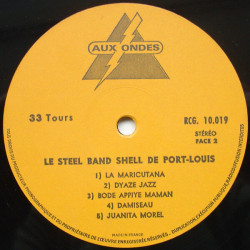 AUX ONDES
33 Tours
RCG. 10.019
STÉRÉO
FACE 2
LE STEEL BAND SHELL DE PORT-LOUIS
1) LA MARICUTANA
2) DYAZE JAZZ
3) BODE APPIYE MAMAN
4) DAMISEAU
5) JUANITA MOREL
MADE IN FRANCE